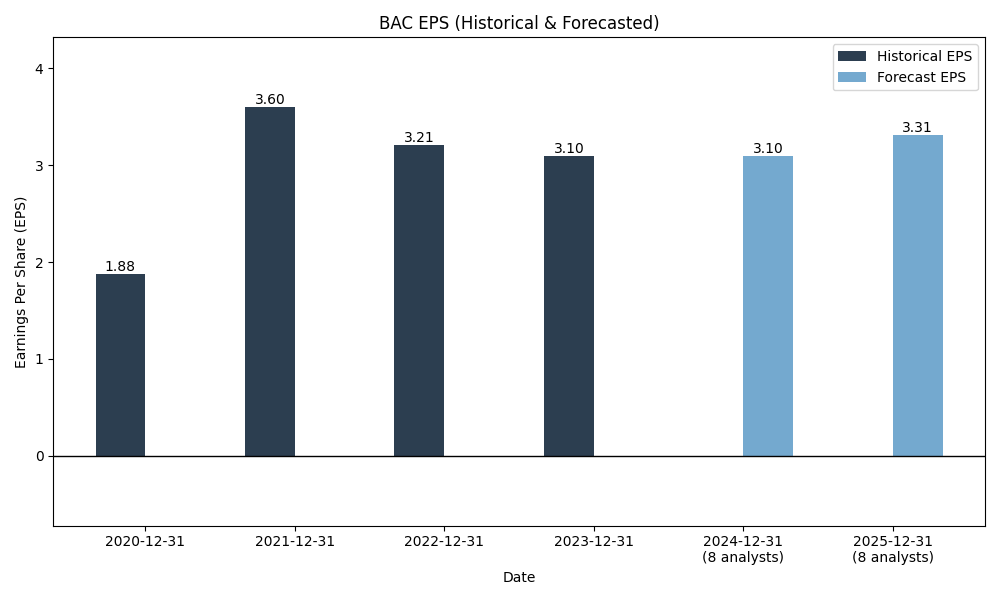 BAC EPS (Historical & Forecasted)
Historical EPS
Forecast EPS
Earnings Per Share (EPS)
4
3
2
1
0
1.88
3.60
3.21
3.10
3.10
3.31
2020-12-31
2021-12-31
2022-12-31
2023-12-31
2024-12-31
(8 analysts)
2025-12-31
(8 analysts)
Date